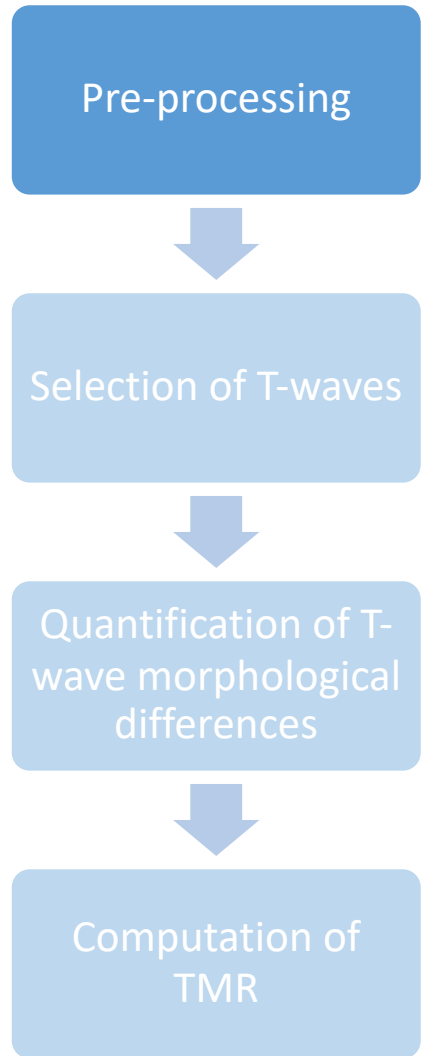 Pre-processing
Selection of T-waves
Quantification of T-
wave morphological
differences
Computation of
TMR